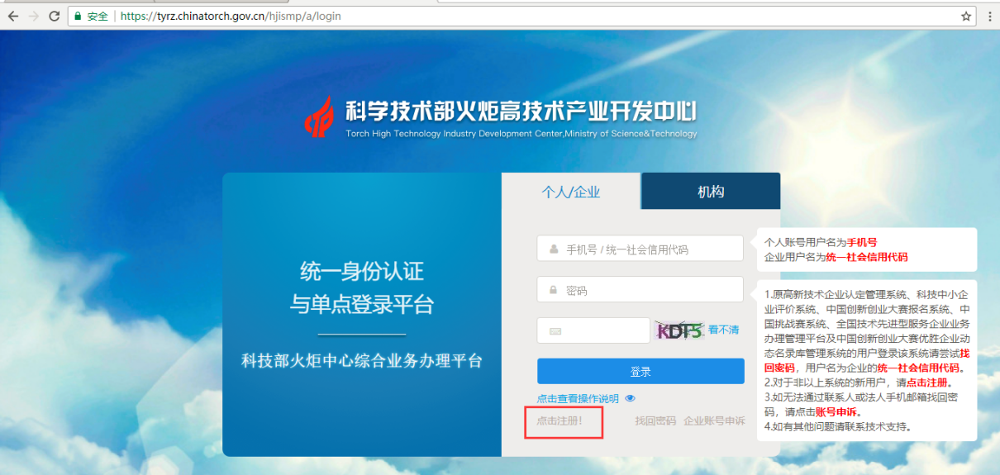 安全 | https://tyrz.chinatorch.gov.cn/hjismp/a/login
科学技术部火炬高技术产业开发中心
Torch High Technology Industry Development Center,Ministry of Science&Technology
统一身份认证
与单点登录平台
科技部火炬中心综合业务办理平台
个人/企业
机构
手机号 / 统一社会信用代码
密码
KDT5
看不清
登录
点击查看操作说明
点击注册!
找回密码 企业账号申诉
个人账号用户名为手机号
企业用户名为统一社会信用代码
1.原高新技术企业认定管理系统、科技中小企
业评价系统、中国创新创业大赛报名系统、中
国挑战赛系统、全国技术先进型服务企业业务
办理管理平台及中国创新创业大赛优胜企业动
态名录库管理系统的用户登录该系统请尝试找
回密码，用户名为企业的统一社会信用代码。
2.对于非以上系统的新用户，请点击注册。
3.如无法通过联系人或法人手机邮箱找回密
码，请点击账号申诉。
4.如有其他问题请联系技术支持。